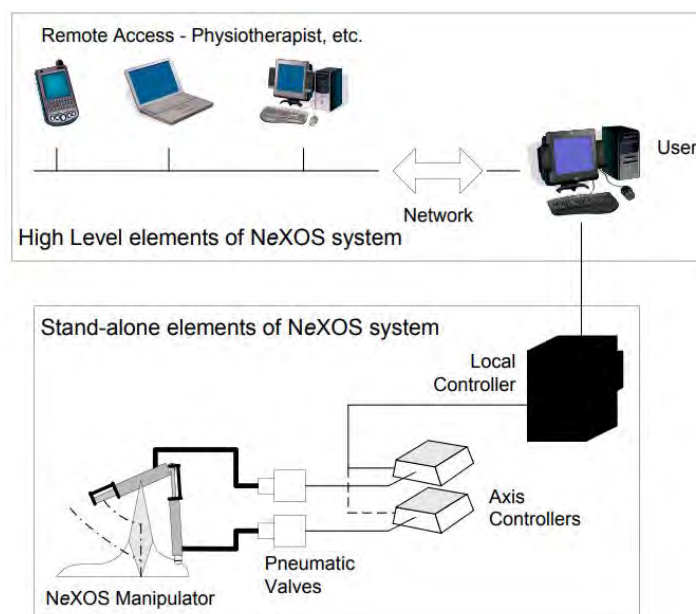 Remote Access - Physiotherapist, etc.
User
Network
High Level elements of NeXOS system
Stand-alone elements of NeXOS system
Local
Controller
Axis
Controllers
Pneumatic
Valves
NeXOS Manipulator